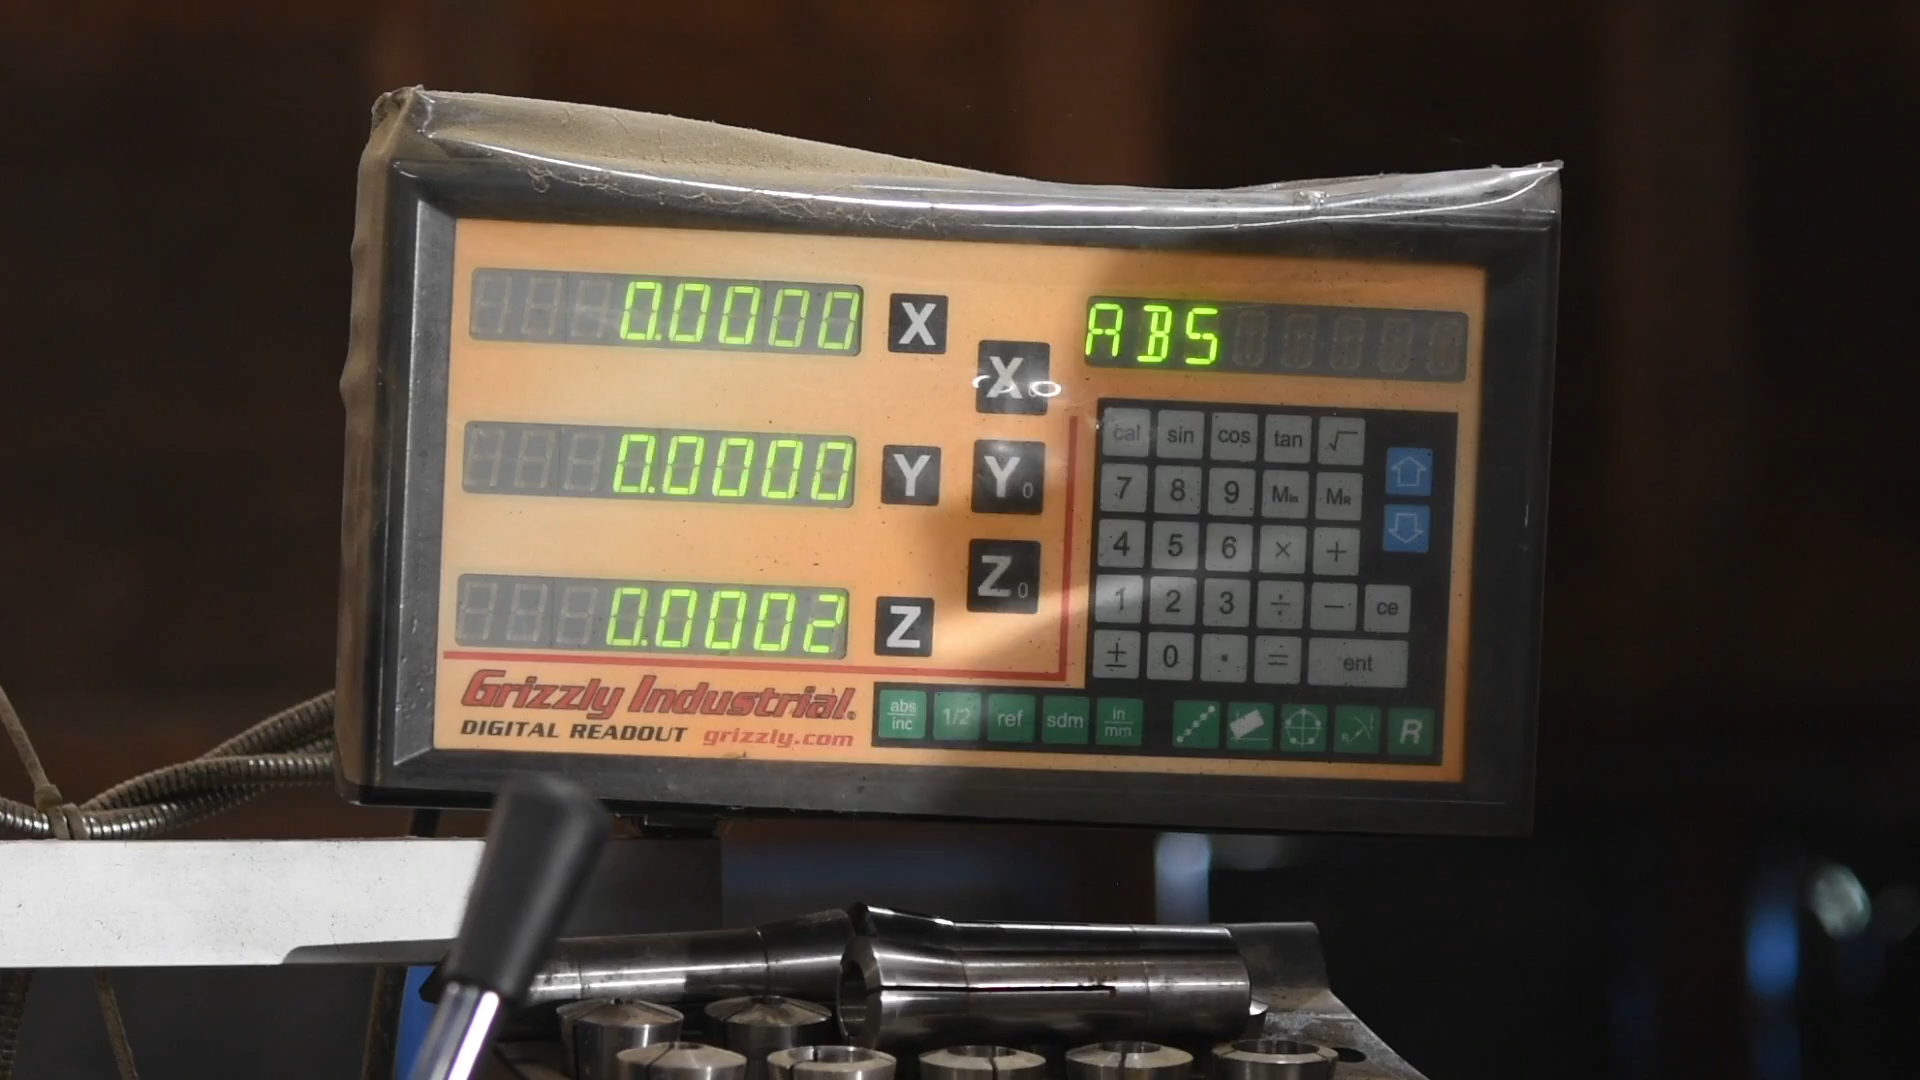 0.0000 X
X0
ABS
0.0000 Y
Y0
0.0002 Z
Z0
cal sin cos tan √
7 8 9 Min MR
4 5 6 × +
1 2 3 ÷ − ce
± 0 . = ent
Grizzly Industrial®
DIGITAL READOUT grizzly.com
abs/inc 1/2 ref sdm in/mm R R